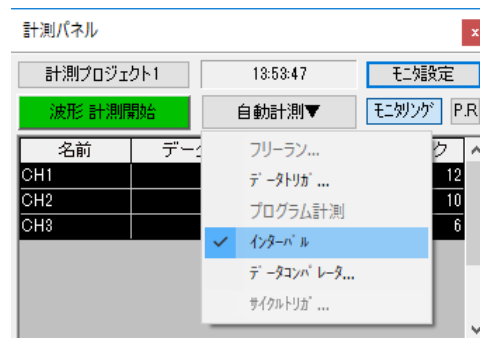 計測パネル
x
計測プロジェクト1
13:53:47
ﾓﾆﾀ設定
波形 計測開始
自動計測▼
ﾓﾆﾀﾘﾝｸﾞ
P.R
名前
CH1
12
CH2
10
CH3
6
フリーラン...
ﾃﾞｰﾀﾄﾘｶﾞ...
プログラム計測
✓ ｲﾝﾀｰﾊﾞﾙ
ﾃﾞｰﾀｺﾝﾊﾟﾚｰﾀ...
ｻｲｸﾙﾄﾘｶﾞ...